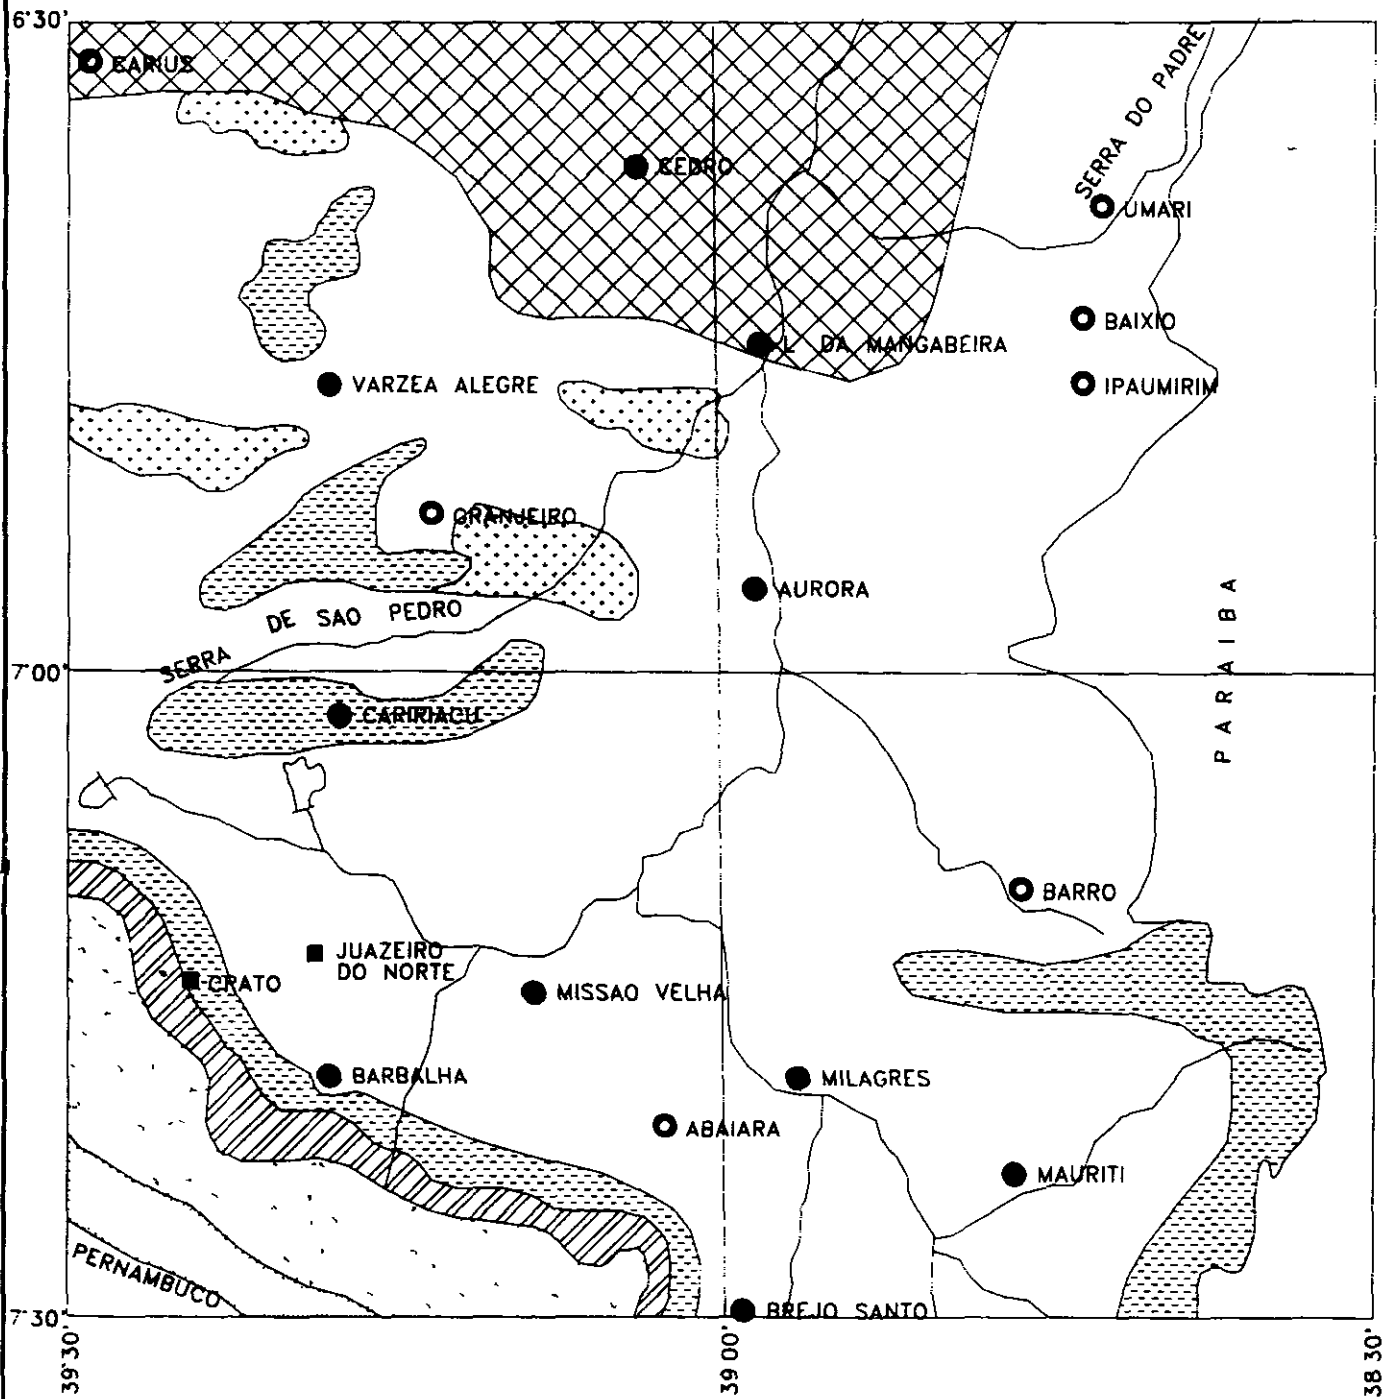 6°30'
CARIUS
SERRA DO PADRE
CEDRO
UMARI
BAIXIO
L DA MANGABEIRA
VARZEA ALEGRE
IPAUMIRIM
GRANJEIRO
AURORA
SERRA DE SAO PEDRO
PARAIBA
7°00'
CARIRIACU
BARRO
JUAZEIRO
DO NORTE
CRATO
MISSAO VELHA
BARBALHA
MILAGRES
ABAIARA
MAURITI
PERNAMBUCO
BREJO SANTO
7°30'
39°30'
39 00'
38 30'